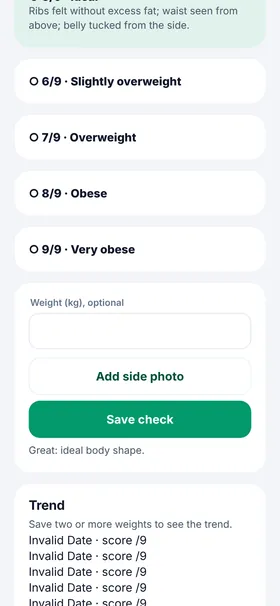 Ribs felt without excess fat; waist seen from
above; belly tucked from the side.
6/9 · Slightly overweight
7/9 · Overweight
8/9 · Obese
9/9 · Very obese
Weight (kg), optional
Add side photo
Save check
Great: ideal body shape.
Trend
Save two or more weights to see the trend.
Invalid Date · score /9
Invalid Date · score /9
Invalid Date · score /9
Invalid Date · score /9
Invalid Date · score /9